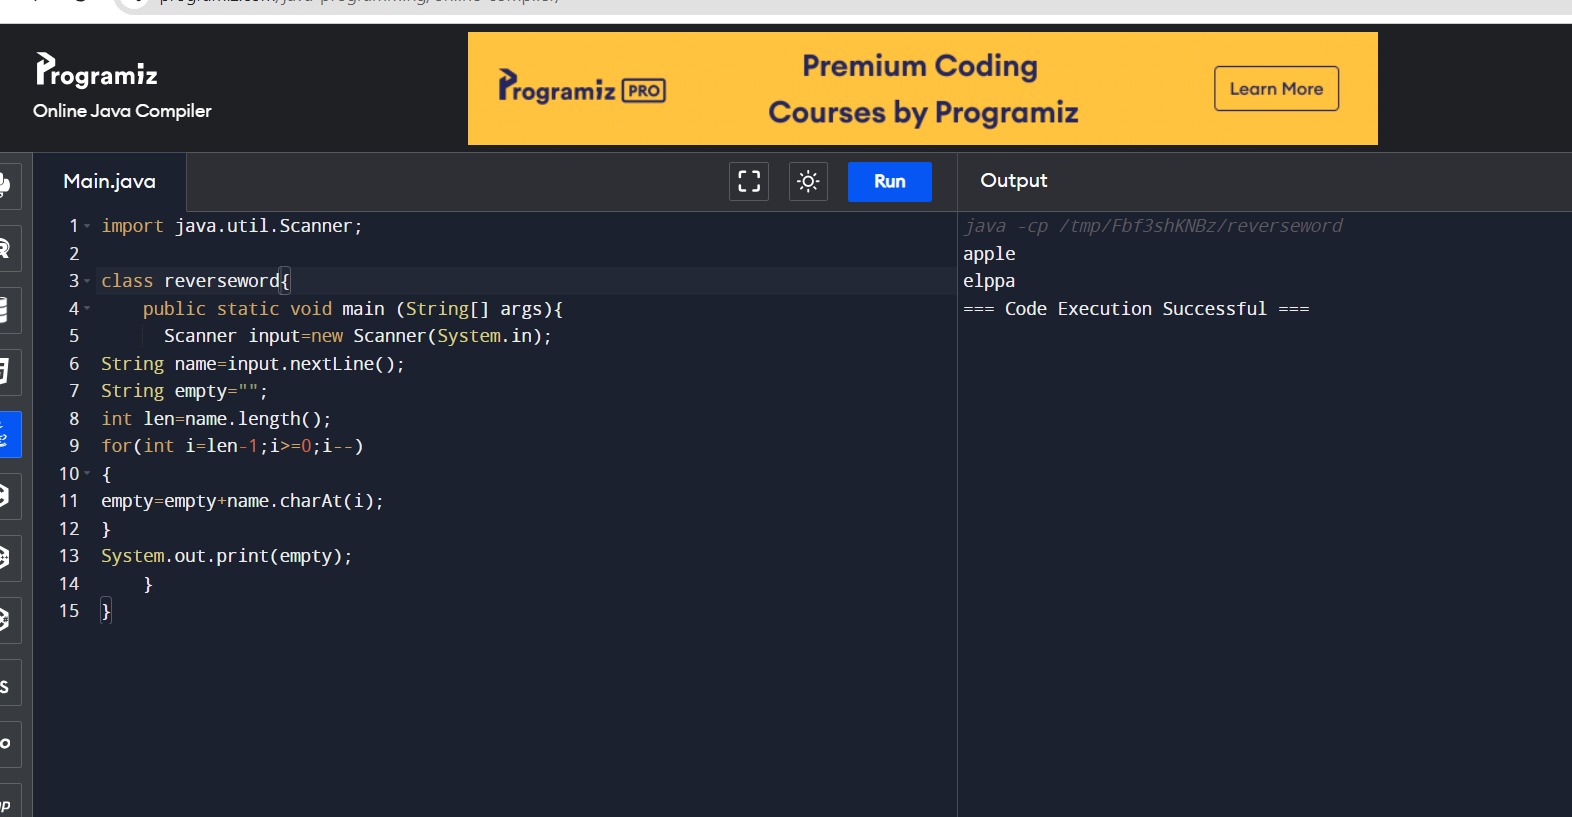 Programiz
Online Java Compiler
Programiz PRO
Premium Coding
Courses by Programiz
Learn More
Main.java
Run
Output
1 import java.util.Scanner;
2
3 class reverseword{
4     public static void main (String[] args){
5       Scanner input=new Scanner(System.in);
6 String name=input.nextLine();
7 String empty="";
8 int len=name.length();
9 for(int i=len-1;i>=0;i--)
10 {
11 empty=empty+name.charAt(i);
12 }
13 System.out.print(empty);
14     }
15 }
java -cp /tmp/Fbf3shKNBz/reverseword
apple
elppa
=== Code Execution Successful ===